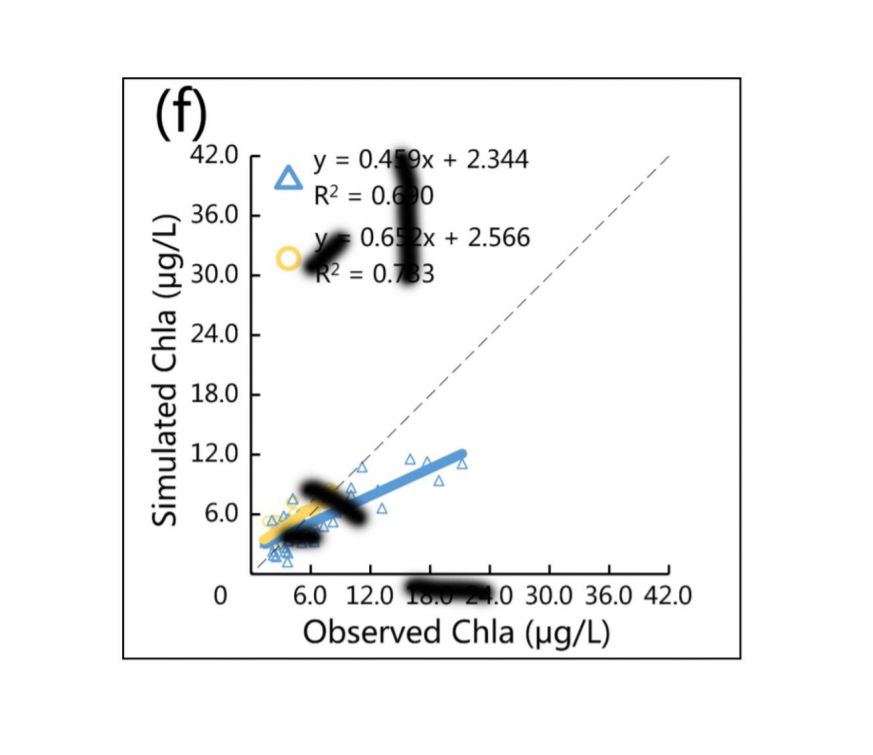 (f)
42.0
36.0
30.0
24.0
18.0
12.0
6.0
0
y = 0.459x + 2.344
R² = 0.690
y = 0.652x + 2.566
R² =
Simulated Chla (μg/L)
6.0 12.0 18.0 24.0 30.0 36.0 42.0
Observed Chla (μg/L)